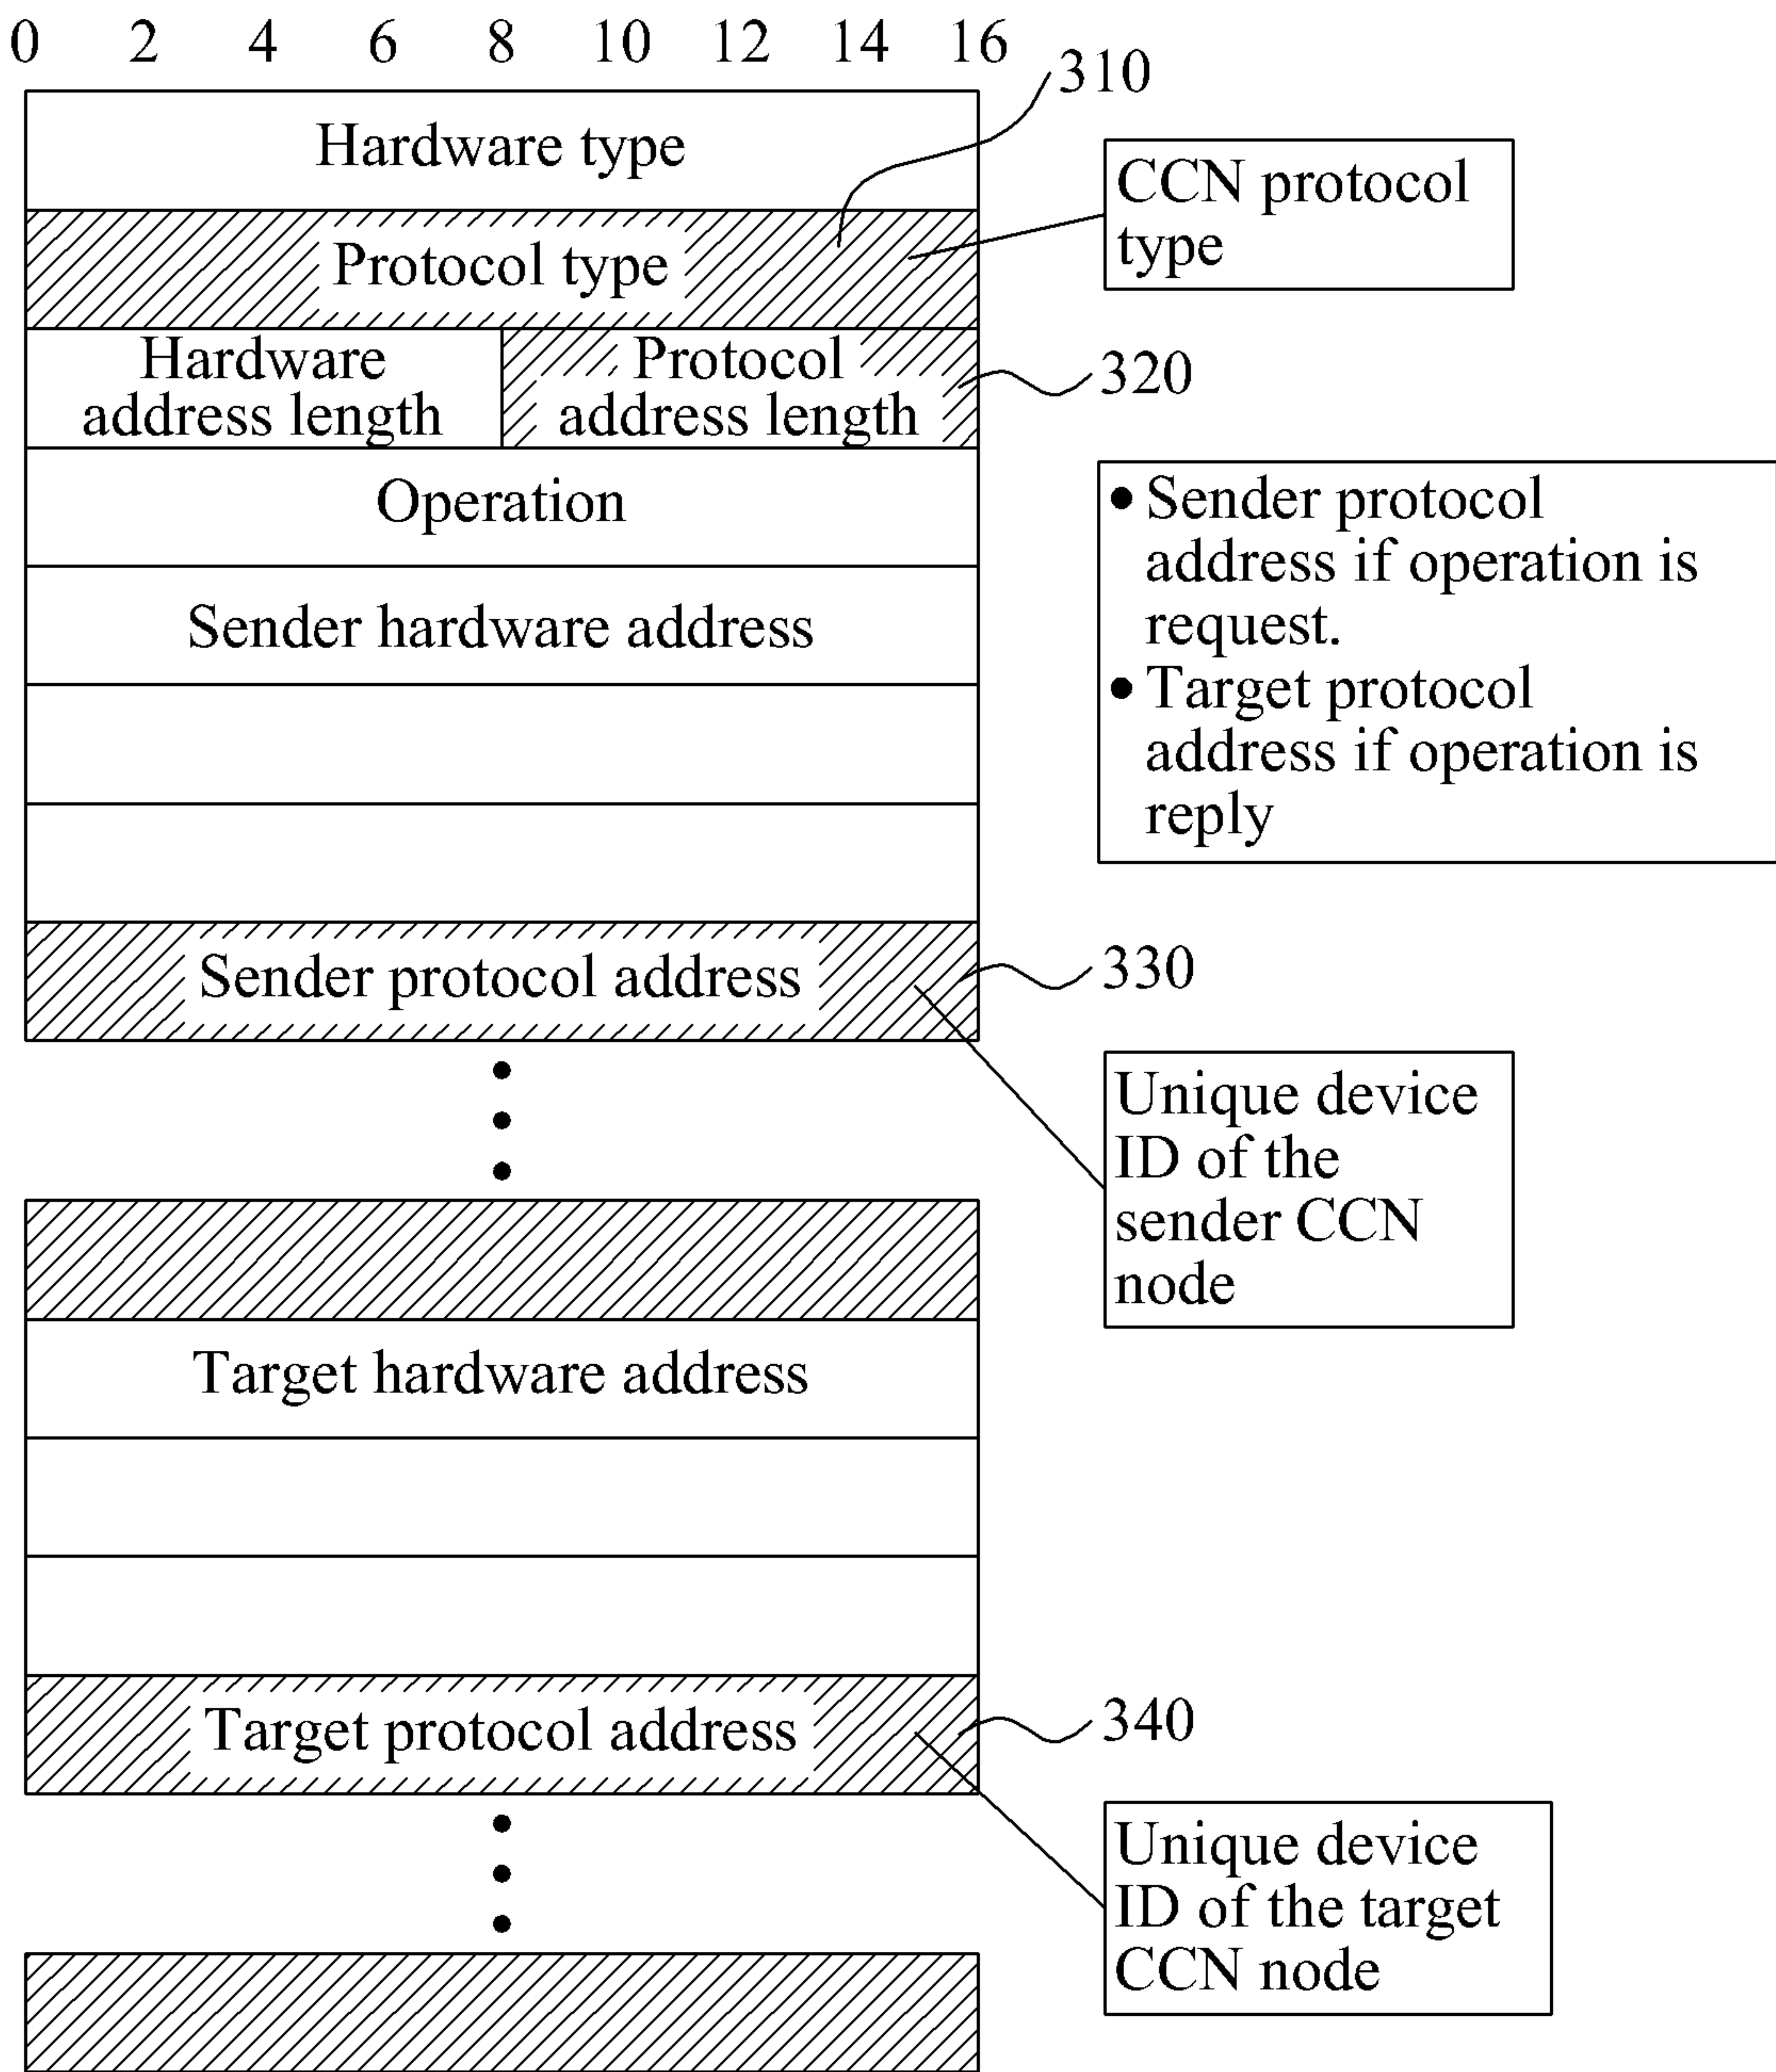 0 2 4 6 8 10 12 14 16
310
Hardware type
CCN protocol
type
Protocol type
Hardware
address length
Protocol
address length
320
Operation
• Sender protocol
address if operation is
request.
• Target protocol
address if operation is
reply
Sender hardware address
Sender protocol address
330
Unique device
ID of the
sender CCN
node
Target hardware address
Target protocol address
340
Unique device
ID of the target
CCN node